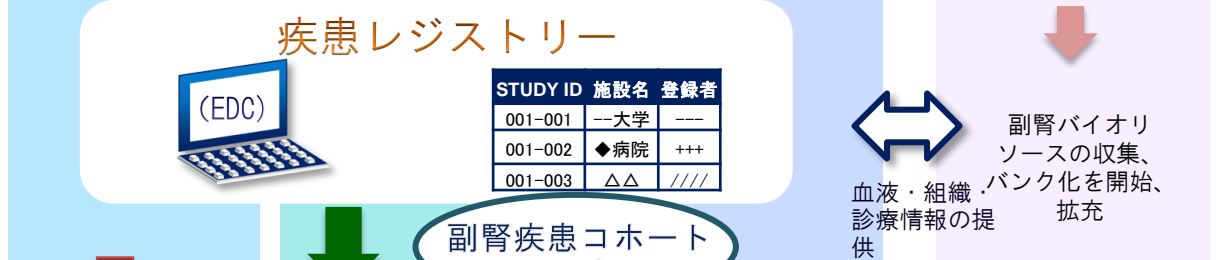 疾患レジストリー
(EDC)
STUDY ID 施設名 登録者
001-001 --大学 ---
001-002 ◆病院 +++
001-003 △△ ////
副腎疾患コホート
血液・組織・
診療情報の提
供
副腎バイオリ
ソースの収集、
バンク化を開始、
拡充